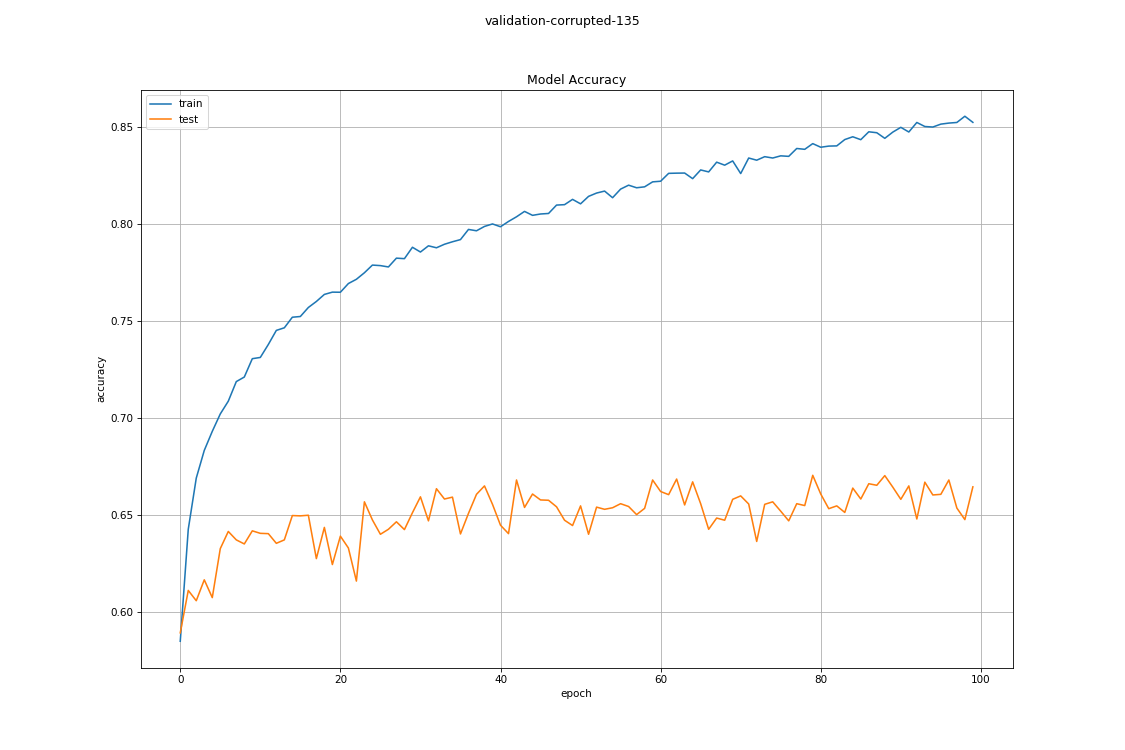 validation-corrupted-135
Model Accuracy
train
test
0.85
0.80
0.75
0.70
0.65
0.60
accuracy
0 20 40 60 80 100
epoch